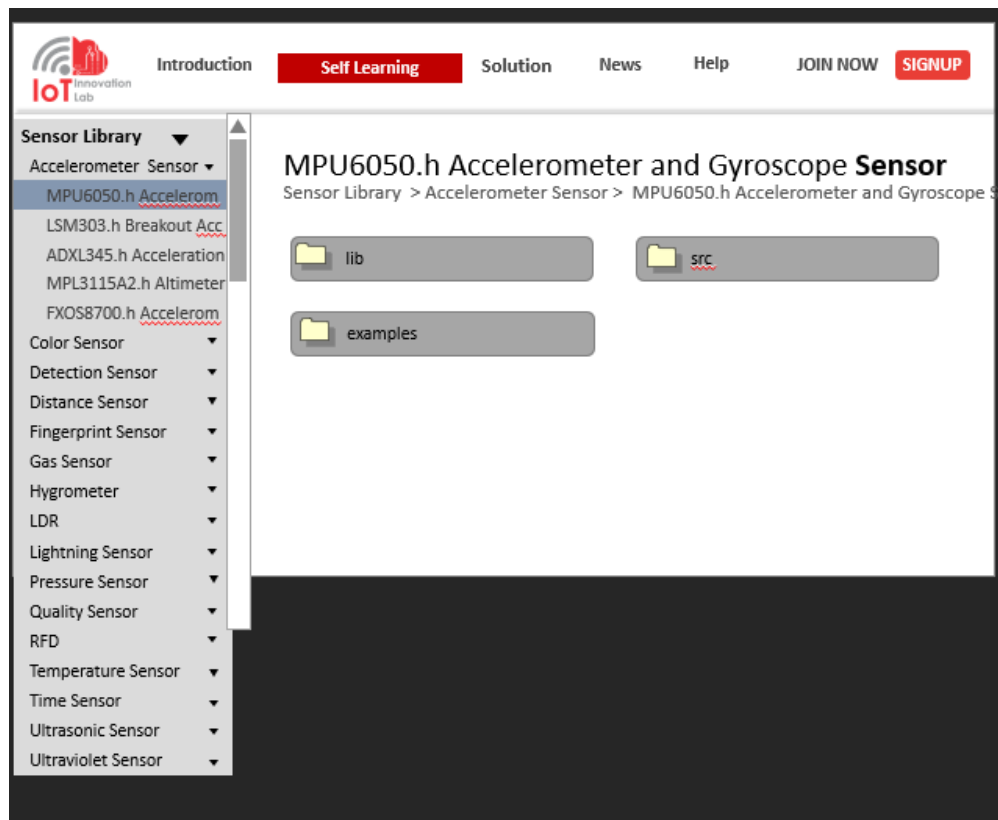 IoT Innovation Lab
Introduction
Self Learning
Solution
News
Help
JOIN NOW
SIGNUP
Sensor Library
Accelerometer Sensor
MPU6050.h Accelerom
LSM303.h Breakout Acc
ADXL345.h Acceleration
MPL3115A2.h Altimeter
FXOS8700.h Accelerom
Color Sensor
Detection Sensor
Distance Sensor
Fingerprint Sensor
Gas Sensor
Hygrometer
LDR
Lightning Sensor
Pressure Sensor
Quality Sensor
RFD
Temperature Sensor
Time Sensor
Ultrasonic Sensor
Ultraviolet Sensor
MPU6050.h Accelerometer and Gyroscope Sensor
Sensor Library > Accelerometer Sensor > MPU6050.h Accelerometer and Gyroscope S
lib
src
examples